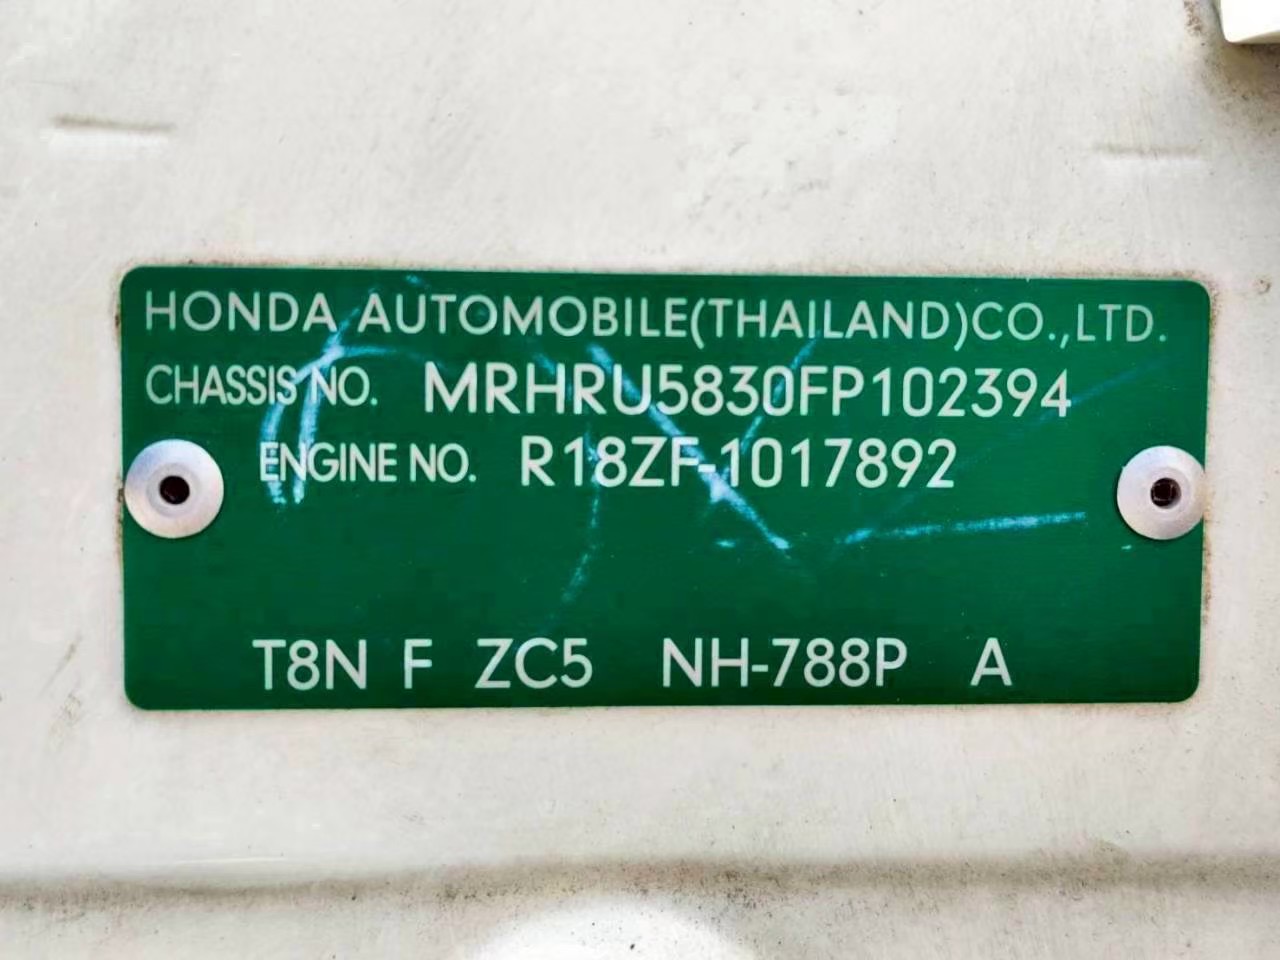 HONDA AUTOMOBILE(THAILAND)CO.,LTD.
CHASSIS NO. MRHRU5830FP102394
ENGINE NO. R18ZF-1017892
T8N F ZC5 NH-788P A